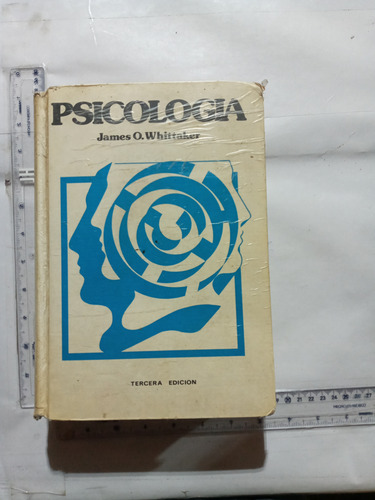 PSICOLOGIA
James O. Whittaker
TERCERA EDICION